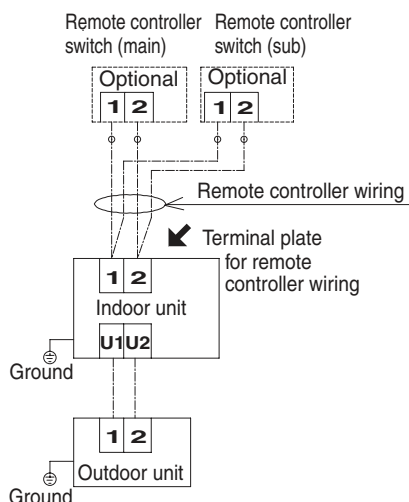 Remote controller
switch (main)
Remote controller
switch (sub)
Optional
1 2
Optional
1 2
Remote controller wiring
Terminal plate
for remote
controller wiring
1 2
Indoor unit
U1 U2
Ground
1 2
Outdoor unit
Ground